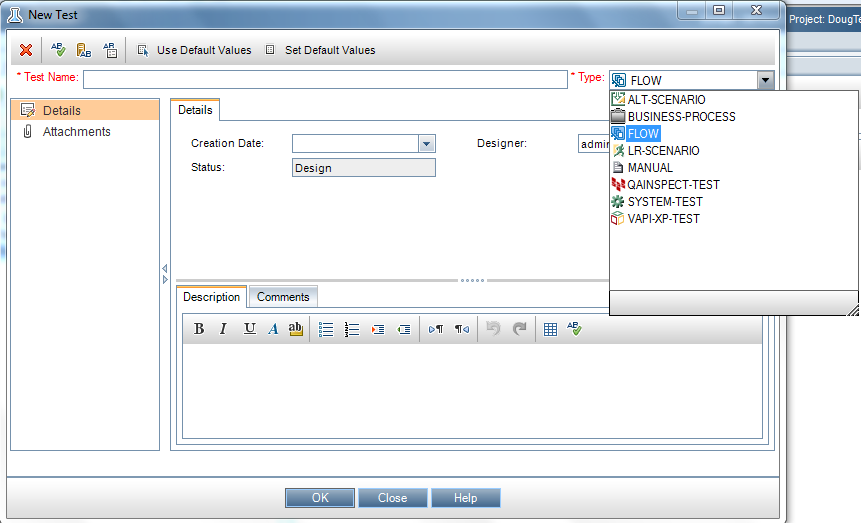 New Test
Project: DougTe
Use Default Values Set Default Values
* Test Name: * Type: FLOW
Details
Attachments
Details
Creation Date: Designer: admin
Status: Design
ALT-SCENARIO
BUSINESS-PROCESS
FLOW
LR-SCENARIO
MANUAL
QAINSPECT-TEST
SYSTEM-TEST
VAPI-XP-TEST
Description Comments
B I U A ab
OK Close Help